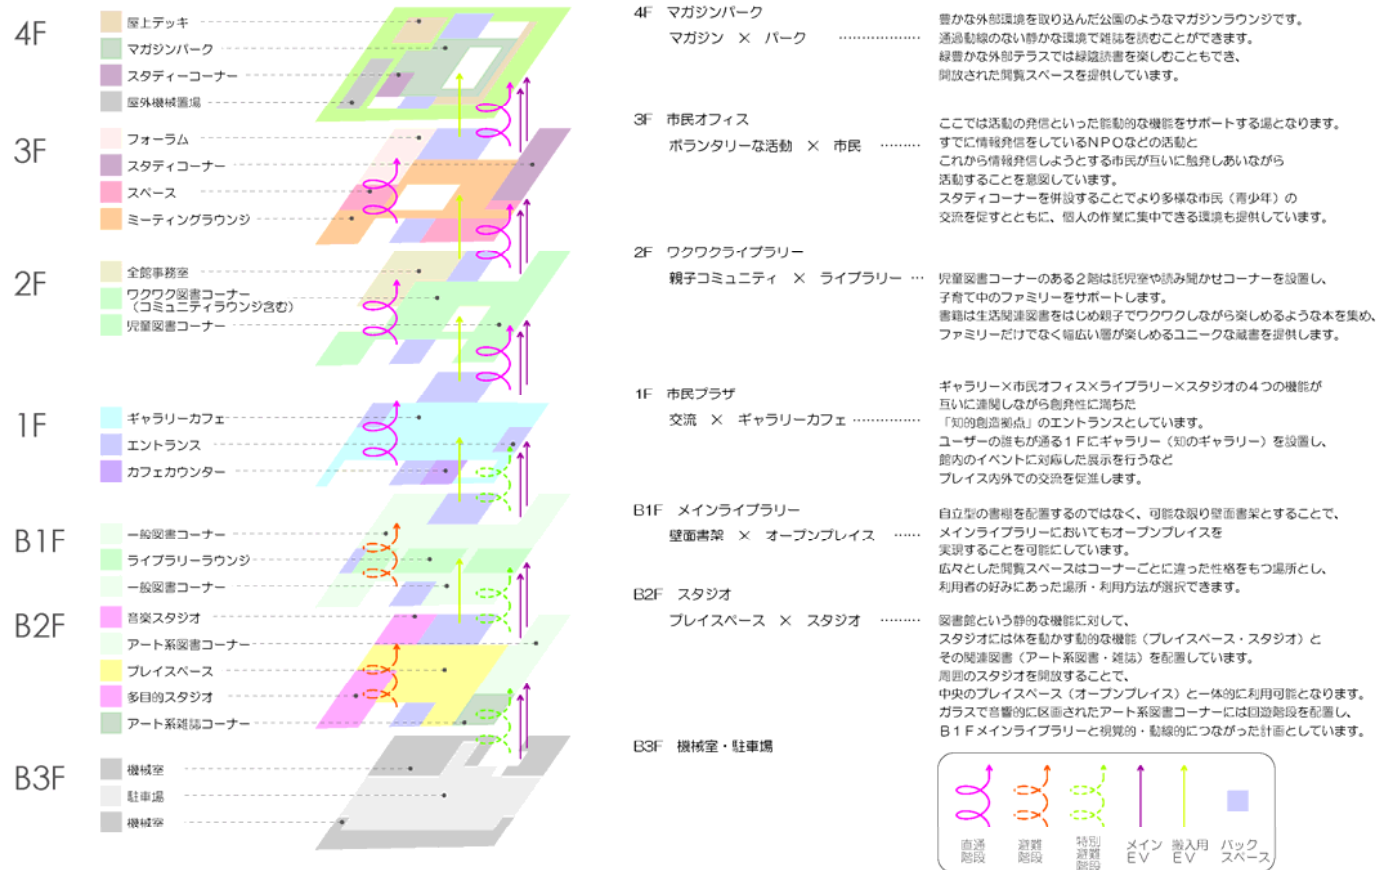 4F
屋上デッキ
マガジンパーク
スタディーコーナー
屋外機械置場
3F
フォーラム
スタディコーナー
スペース
ミーティングラウンジ
2F
全館事務室
ワクワク図書コーナー
（コミュニティラウンジ含む）
児童図書コーナー
1F
ギャラリーカフェ
エントランス
カフェカウンター
B1F
一般図書コーナー
ライブラリーラウンジ
一般図書コーナー
B2F
音楽スタジオ
アート系図書コーナー
プレイスペース
多目的スタジオ
アート系雑誌コーナー
B3F
機械室
駐車場
機械室
4F マガジンパーク
マガジン × パーク ………………
豊かな外部環境を取り込んだ公園のようなマガジンラウンジです。
通過動線のない静かな環境で雑誌を読むことができます。
緑豊かな外部テラスでは緑陰読書を楽しむこともでき、
開放された閲覧スペースを提供しています。
3F 市民オフィス
ボランタリーな活動 × 市民 ………
ここでは活動の発信といった能動的な機能をサポートする場となります。
すでに情報発信をしているＮＰＯなどの活動と
これから情報発信しようとする市民が互いに触発しあいながら
活動することを意図しています。
スタディコーナーを併設することでより多様な市民（青少年）の
交流を促すとともに、個人の作業に集中できる環境も提供しています。
2F ワクワクライブラリー
親子コミュニティ × ライブラリー …
児童図書コーナーのある２階は託児室や読み聞かせコーナーを設置し、
子育て中のファミリーをサポートします。
書籍は生活関連図書をはじめ親子でワクワクしながら楽しめるような本を集め、
ファミリーだけでなく幅広い層が楽しめるユニークな蔵書を提供します。
1F 市民プラザ
交流 × ギャラリーカフェ ……………
ギャラリー×市民オフィス×ライブラリー×スタジオの４つの機能が
互いに連関しながら創発性に満ちた
「知的創造拠点」のエントランスとしています。
ユーザーの誰もが通る１Ｆにギャラリー（知のギャラリー）を設置し、
館内のイベントに対応した展示を行うなど
プレイス内外での交流を促進します。
B1F メインライブラリー
壁面書架 × オープンプレイス ……
自立型の書棚を配置するのではなく、可能な限り壁面書架とすることで、
メインライブラリーにおいてもオープンプレイスを
実現することを可能にしています。
広々とした閲覧スペースはコーナーごとに違った性格をもつ場所とし、
利用者の好みにあった場所・利用方法が選択できます。
B2F スタジオ
プレイスペース × スタジオ ………
図書館という静的な機能に対して、
スタジオには体を動かす動的な機能（プレイスペース・スタジオ）と
その関連図書（アート系図書・雑誌）を配置しています。
周囲のスタジオを開放することで、
中央のプレイスペース（オープンプレイス）と一体的に利用可能となります。
ガラスで音響的に区画されたアート系図書コーナーには回遊階段を配置し、
Ｂ１Ｆメインライブラリーと視覚的・動線的につながった計画としています。
B3F 機械室・駐車場
直通
階段
避難
階段
特別
避難
階段
メイン
ＥＶ
搬入用
ＥＶ
バック
スペース